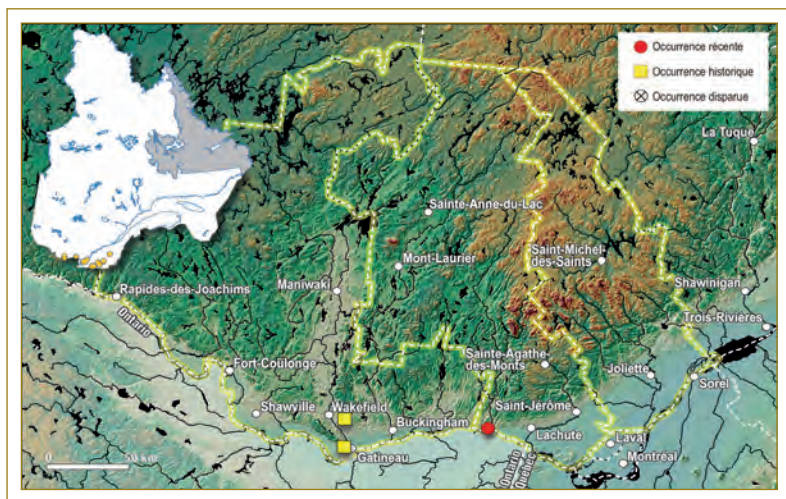 Occurrence récente
Occurrence historique
Occurrence disparue
La Tuque
Sainte-Anne-du-Lac
Saint-Michel
des-Saints
Mont-Laurier
Maniwaki
Shawinigan
Rapides-des-Joachims
Trois-Rivières
Ontario
Sainte-Agathe
des-Monts
Fort-Coulonge
Joliette
Sorel
Shawville
Wakefield
Saint-Jérôme
Buckingham
Lachute
Laval
Gatineau
Montréal
0
50 km
Ontario
Québec